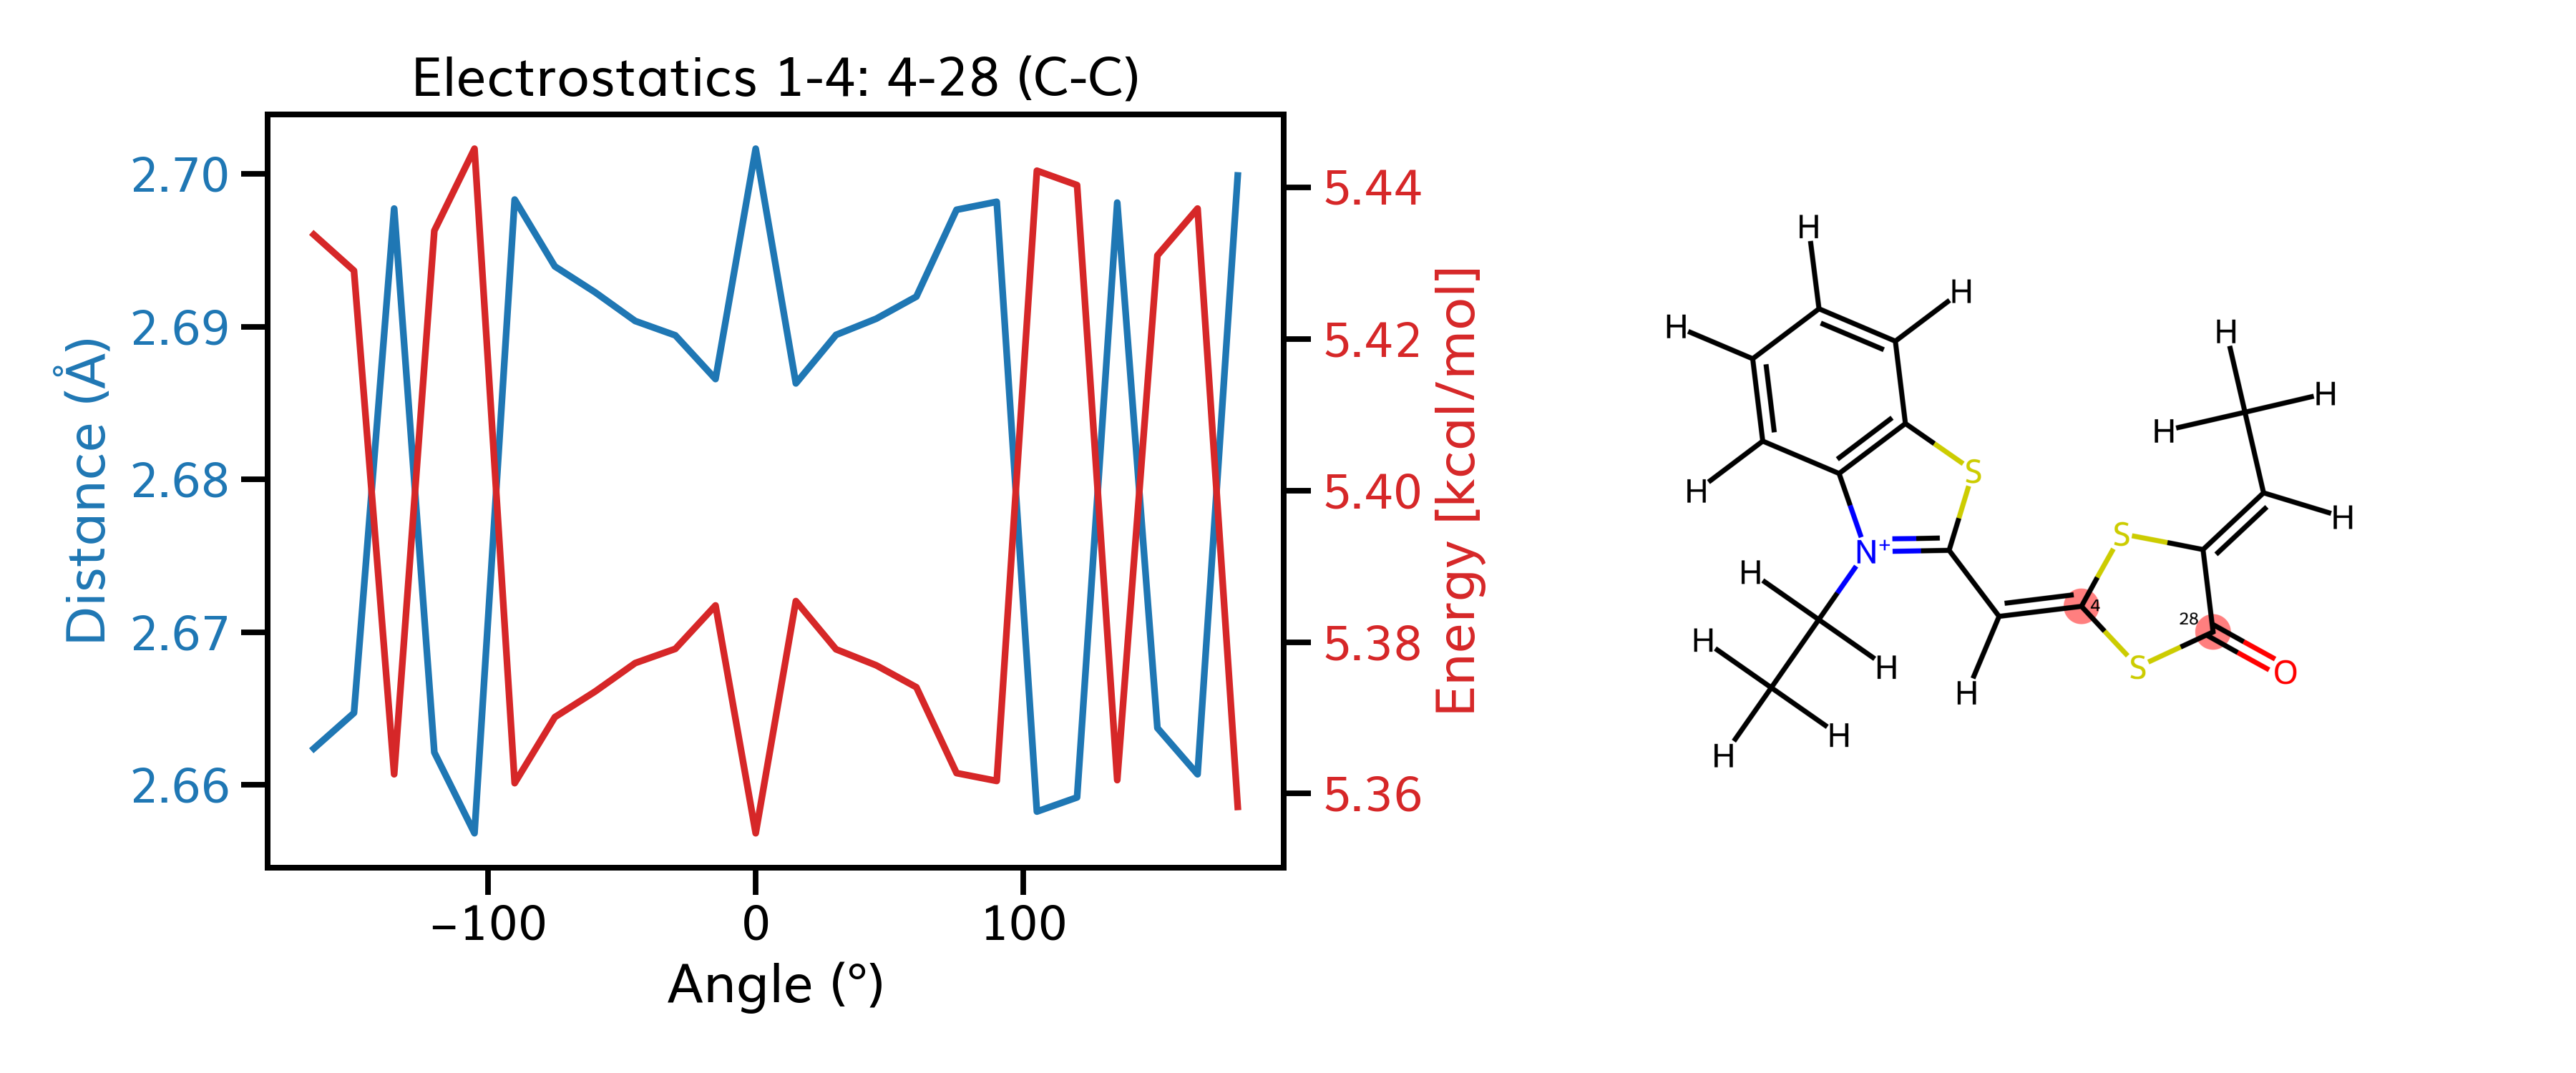 Electrostatics 1-4: 4-28 (C-C)
2.70
2.69
2.68
2.67
2.66
Distance (Å)
5.44
5.42
5.40
5.38
5.36
Energy [kcal/mol]
−100 0 100
Angle (°)
H
H
H
H
H
H
H
S
H
H
S
N⁺
H
4
28
H
H
S
O
H
H
H
H